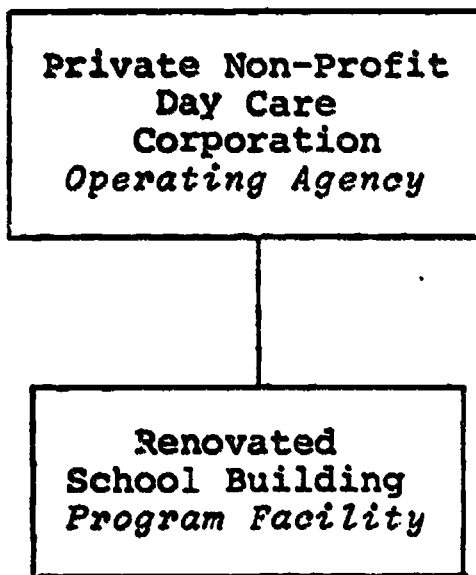 Private Non-Profit
Day Care
Corporation
Operating Agency
Renovated
School Building
Program Facility